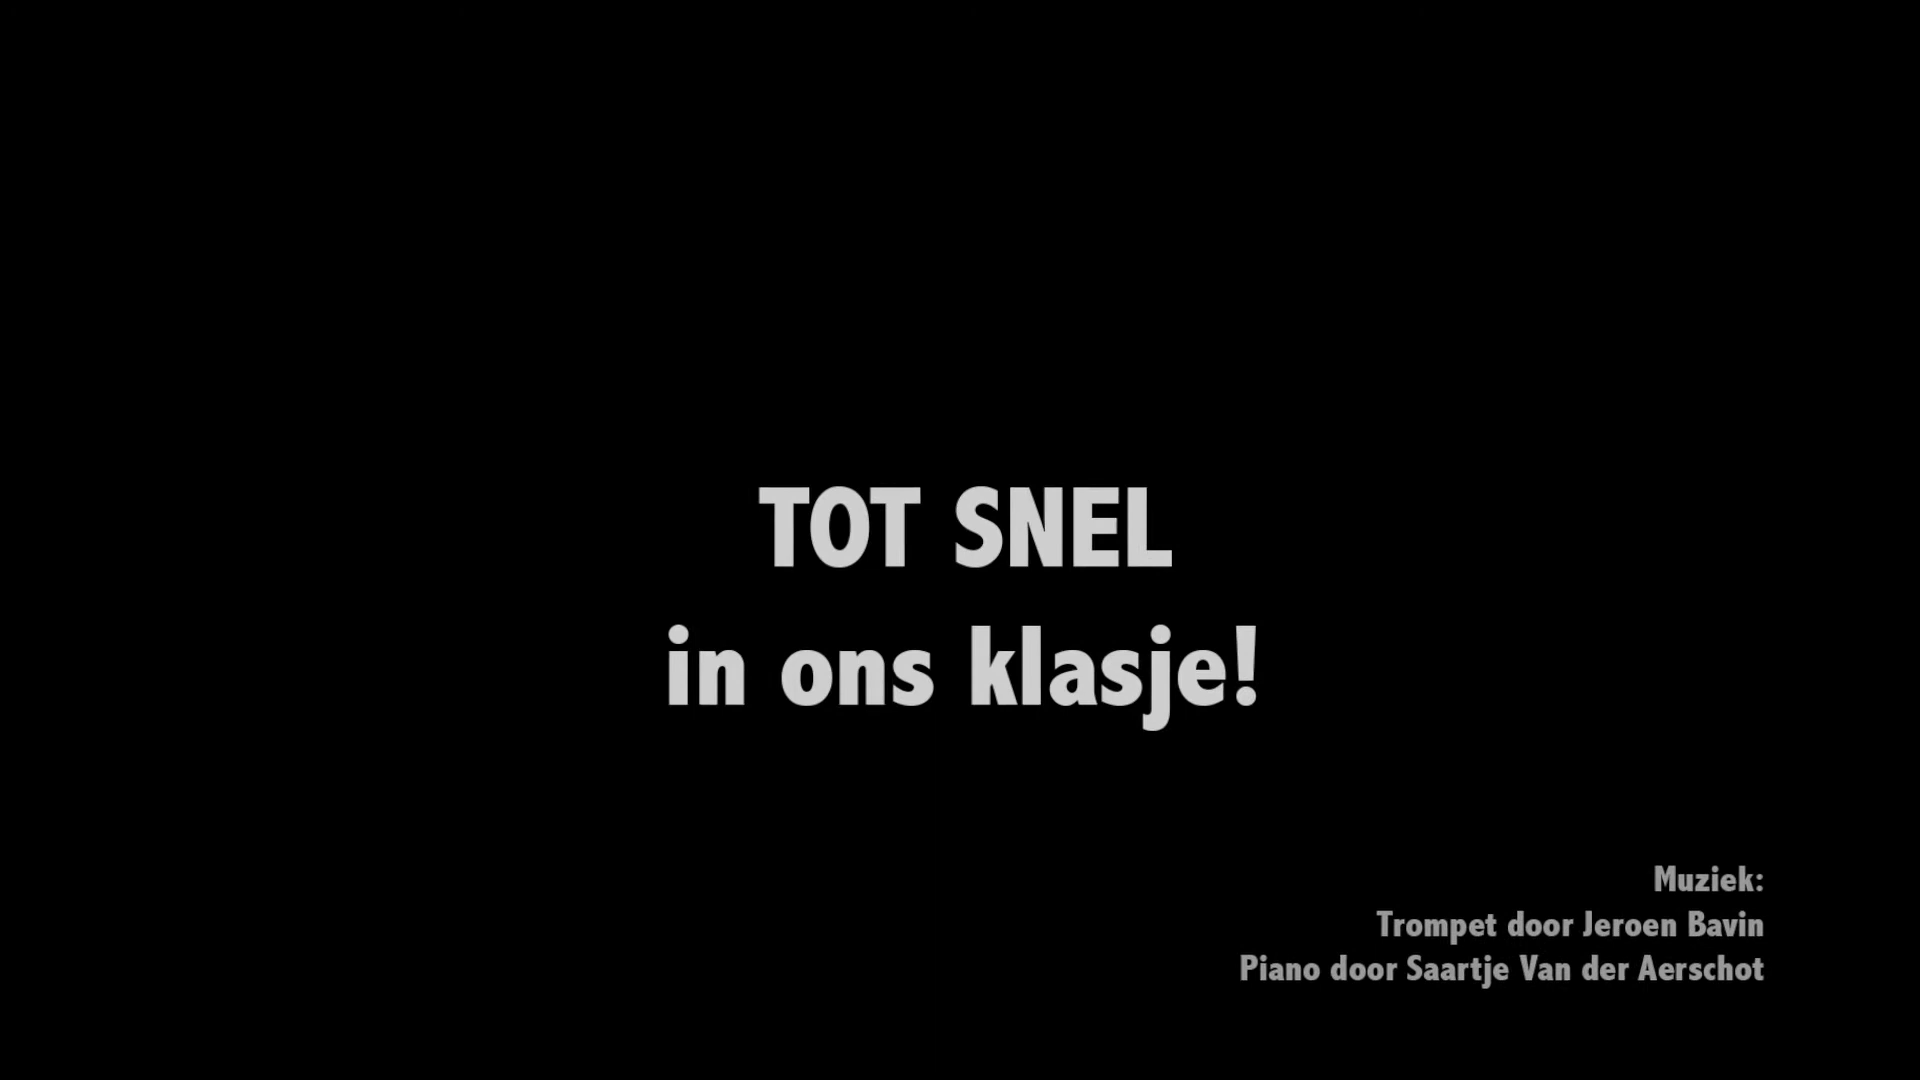 TOT SNEL
in ons klasje!
Muziek:
Trompet door Jeroen Bavin
Piano door Saartje Van der Aerschot